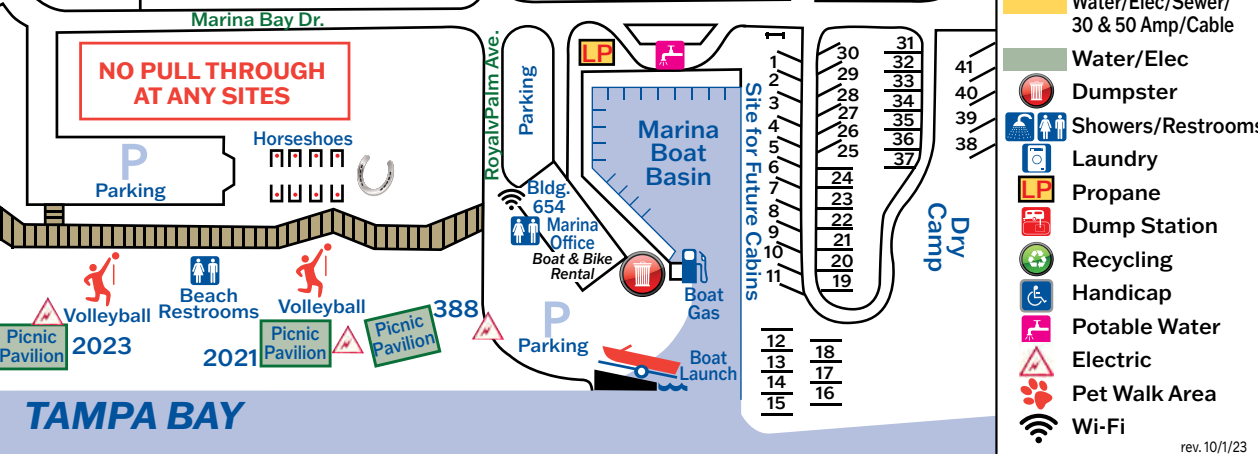 Marina Bay Dr.
NO PULL THROUGH
AT ANY SITES
P
Parking
Horseshoes
RoyalvPalm Ave.
Parking
LP
Marina
Boat
Basin
Bldg.
654
Marina
Office
Boat & Bike
Rental
Boat
Gas
Site for Future Cabins
1
2
3
4
5
6
7
8
9
10
11
30
29
28
27
26
25
24
23
22
21
20
19
31
32
33
34
35
36
37
41
40
39
38
Dry
Camp
12
13
14
15
18
17
16
Volleyball
Beach
Restrooms
Volleyball
Picnic
Pavilion
2023
2021
Picnic
Pavilion
Picnic
Pavilion
388
P
Parking
Boat
Launch
TAMPA BAY
Water/Elec/Sewer/
30 & 50 Amp/Cable
Water/Elec
Dumpster
Showers/Restrooms
Laundry
LP
Propane
Dump Station
Recycling
Handicap
Potable Water
Electric
Pet Walk Area
Wi-Fi
rev. 10/1/23